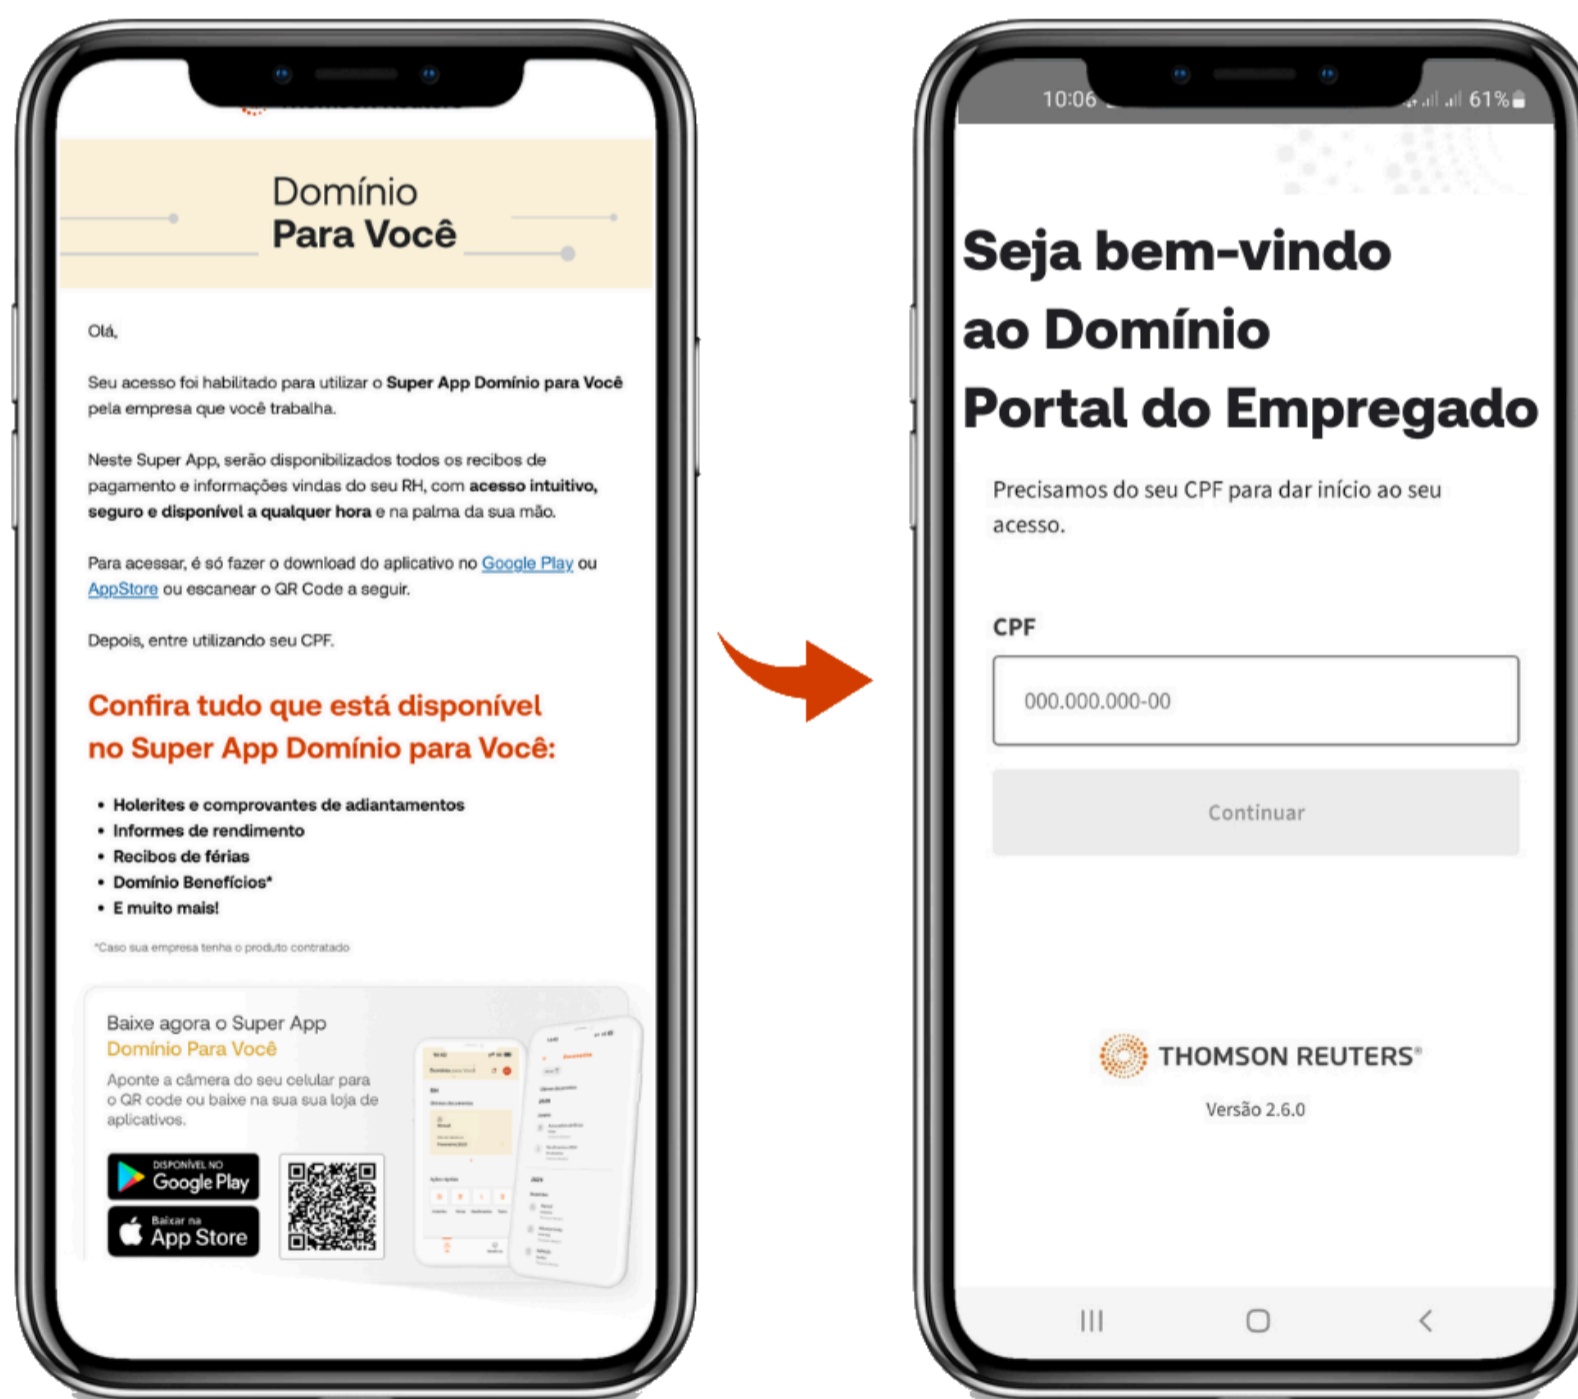 Domínio
Para Você
Olá,
Seu acesso foi habilitado para utilizar o Super App Domínio para Você
pela empresa que você trabalha.
Neste Super App, serão disponibilizados todos os recibos de
pagamento e informações vindas do seu RH, com acesso intuitivo,
seguro e disponível a qualquer hora e na palma da sua mão.
Para acessar, é só fazer o download do aplicativo no Google Play ou
AppStore ou escanear o QR Code a seguir.
Depois, entre utilizando seu CPF.
Confira tudo que está disponível
no Super App Domínio para Você:
• Holerites e comprovantes de adiantamentos
• Informes de rendimento
• Recibos de férias
• Domínio Benefícios*
• E muito mais!
*Caso sua empresa tenha o produto contratado
Baixe agora o Super App
Domínio Para Você
Aponte a câmera do seu celular para
o QR code ou baixe na sua sua loja de
aplicativos.
DISPONÍVEL NO
Google Play
Baixar na
App Store
10:06
61%
Seja bem-vindo
ao Domínio
Portal do Empregado
Precisamos do seu CPF para dar início ao seu
acesso.
CPF
000.000.000-00
Continuar
THOMSON REUTERS®
Versão 2.6.0